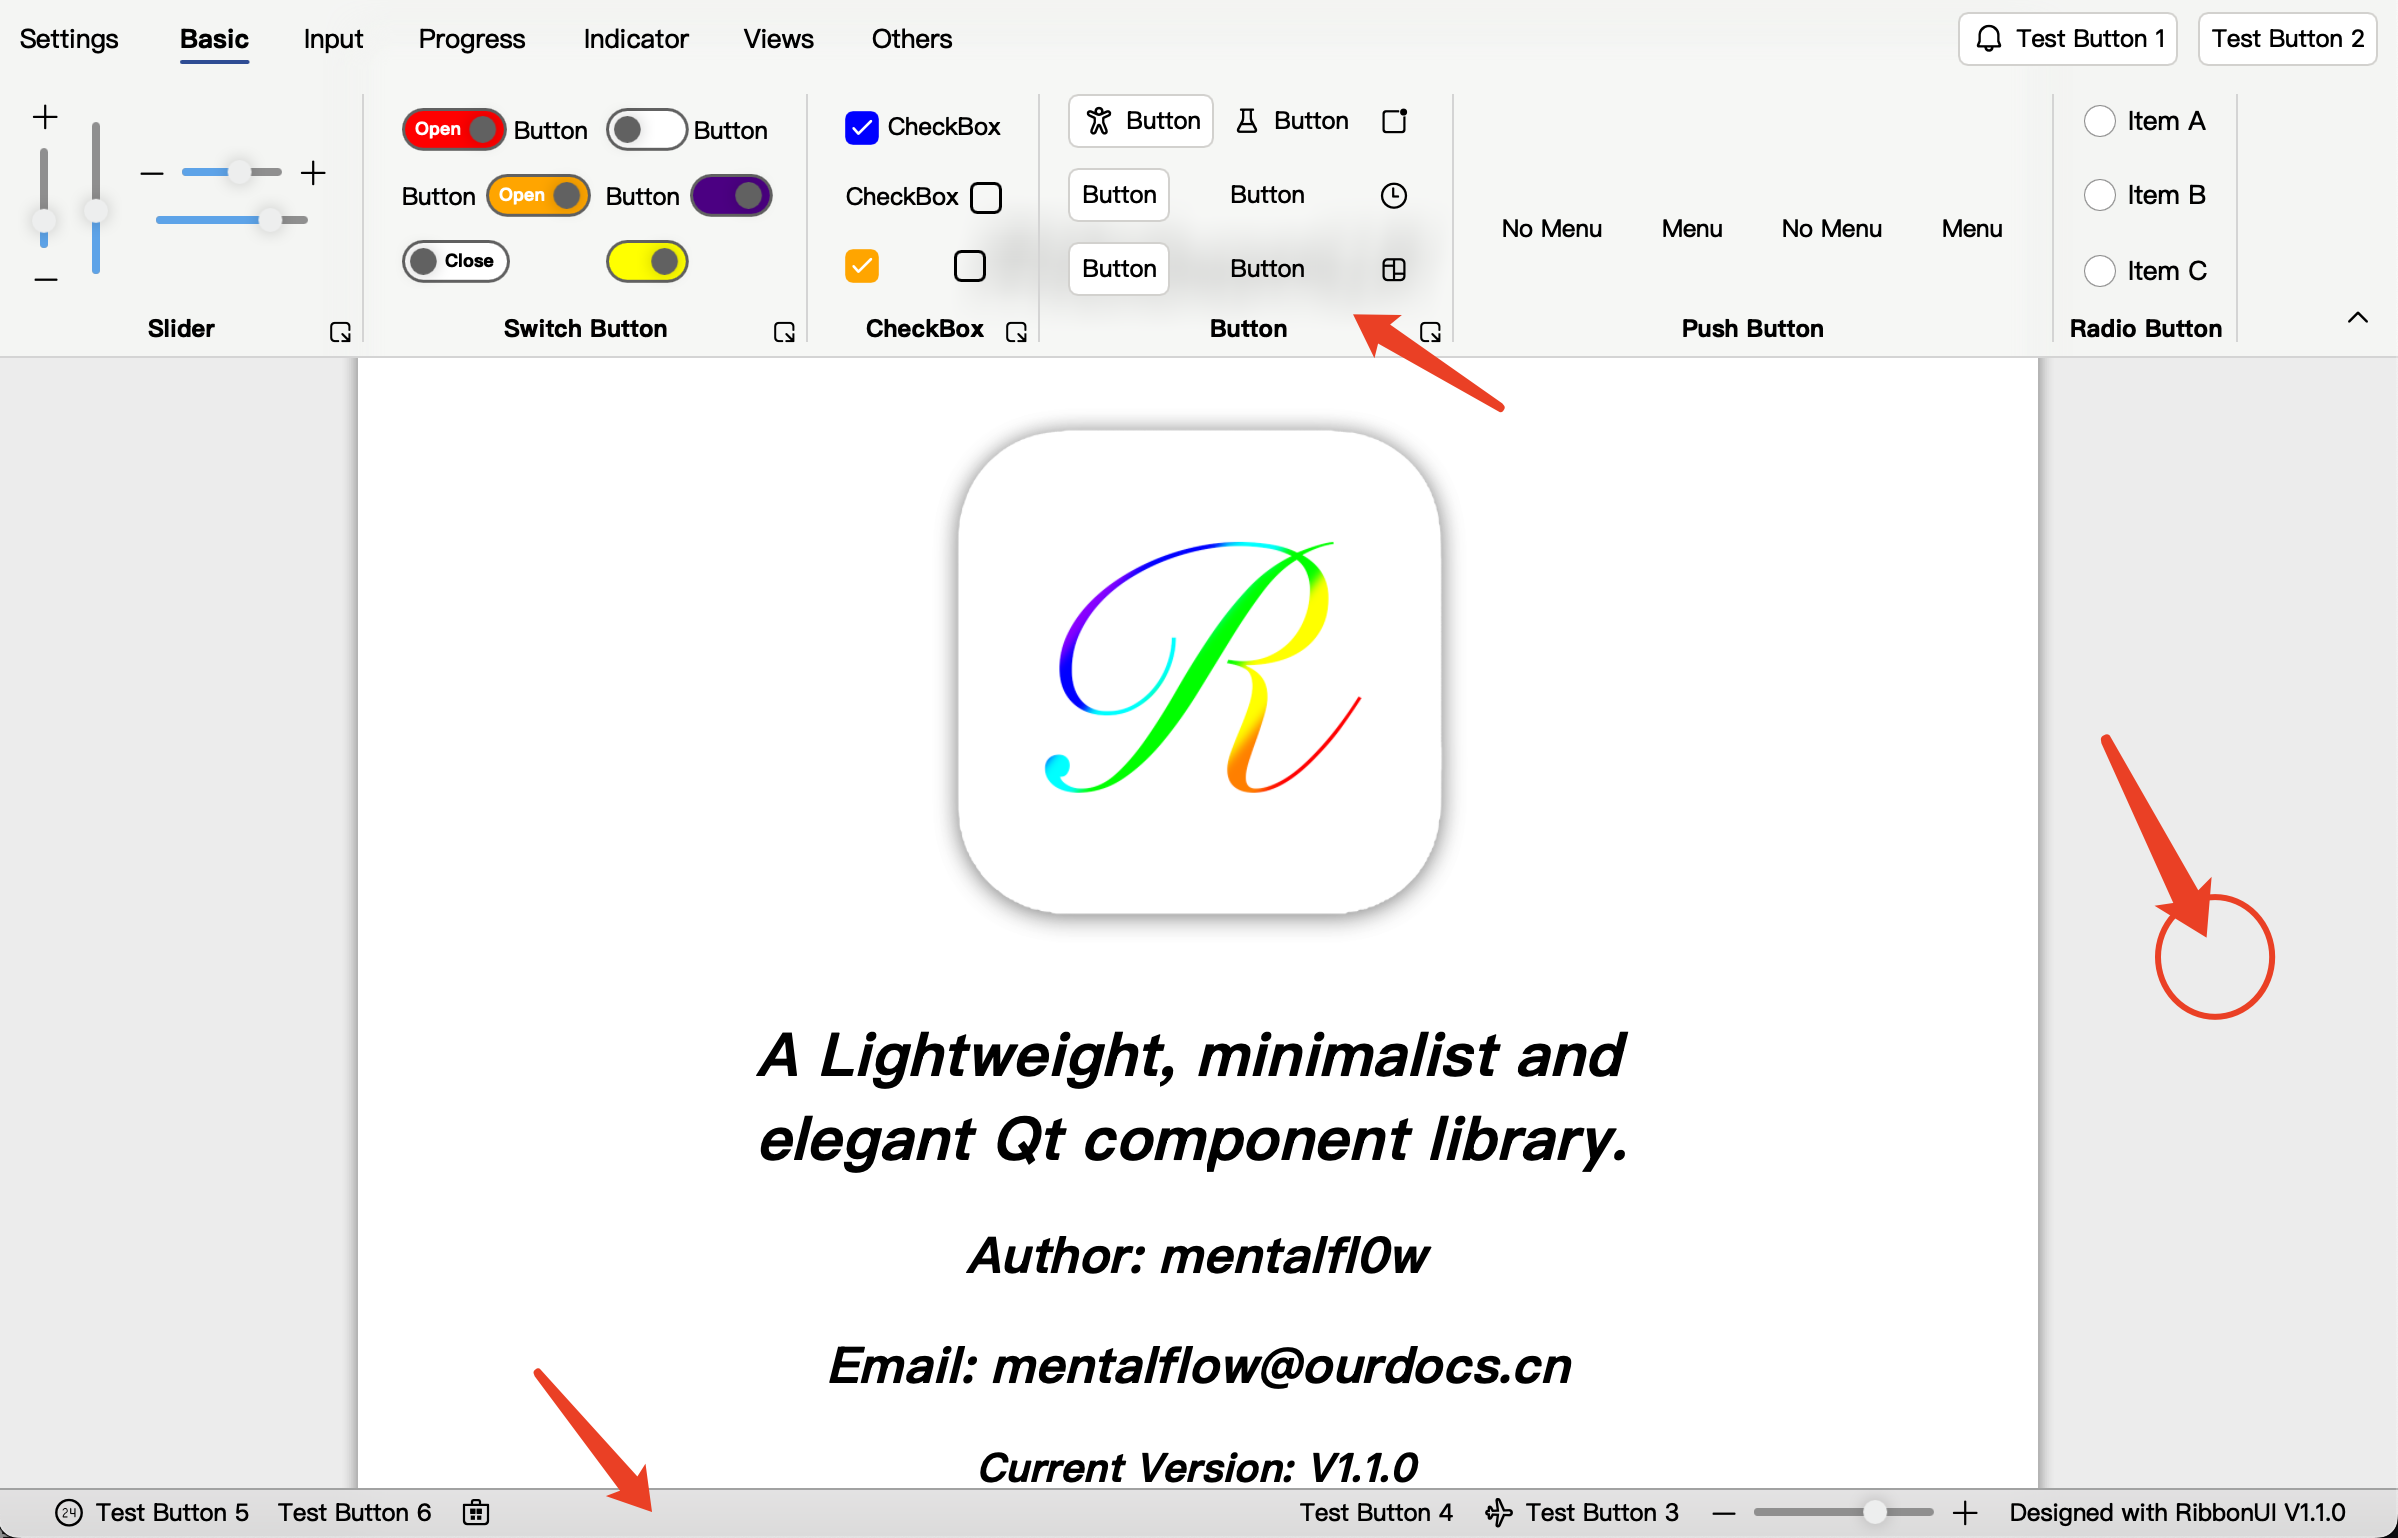 Settings Basic Input Progress Indicator Views Others Test Button 1 Test Button 2
Open Button Button CheckBox Button Button Item A
Button Open Button CheckBox Button Button Item B
No Menu Menu No Menu Menu
Close Button Button Item C
Slider Switch Button CheckBox Button Push Button Radio Button
R
A Lightweight, minimalist and
elegant Qt component library.
Author: mentalfl0w
Email: mentalflow@ourdocs.cn
Current Version: V1.1.0
24 Test Button 5 Test Button 6 Test Button 4 Test Button 3 Designed with RibbonUI V1.1.0